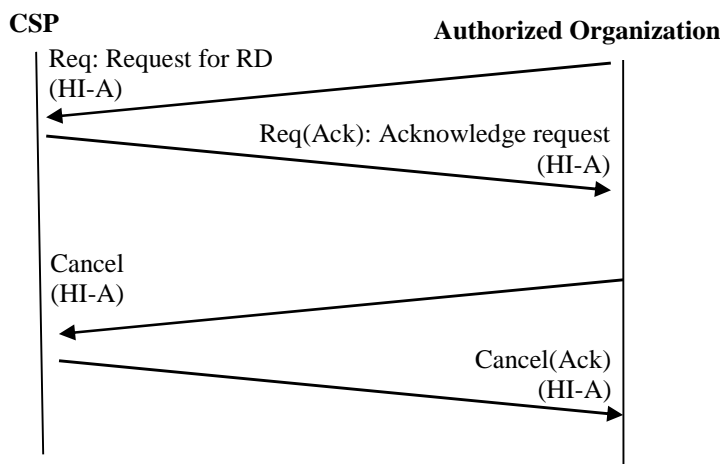 CSP
Authorized Organization
Req: Request for RD
(HI-A)
Req(Ack): Acknowledge request
(HI-A)
Cancel
(HI-A)
Cancel(Ack)
(HI-A)